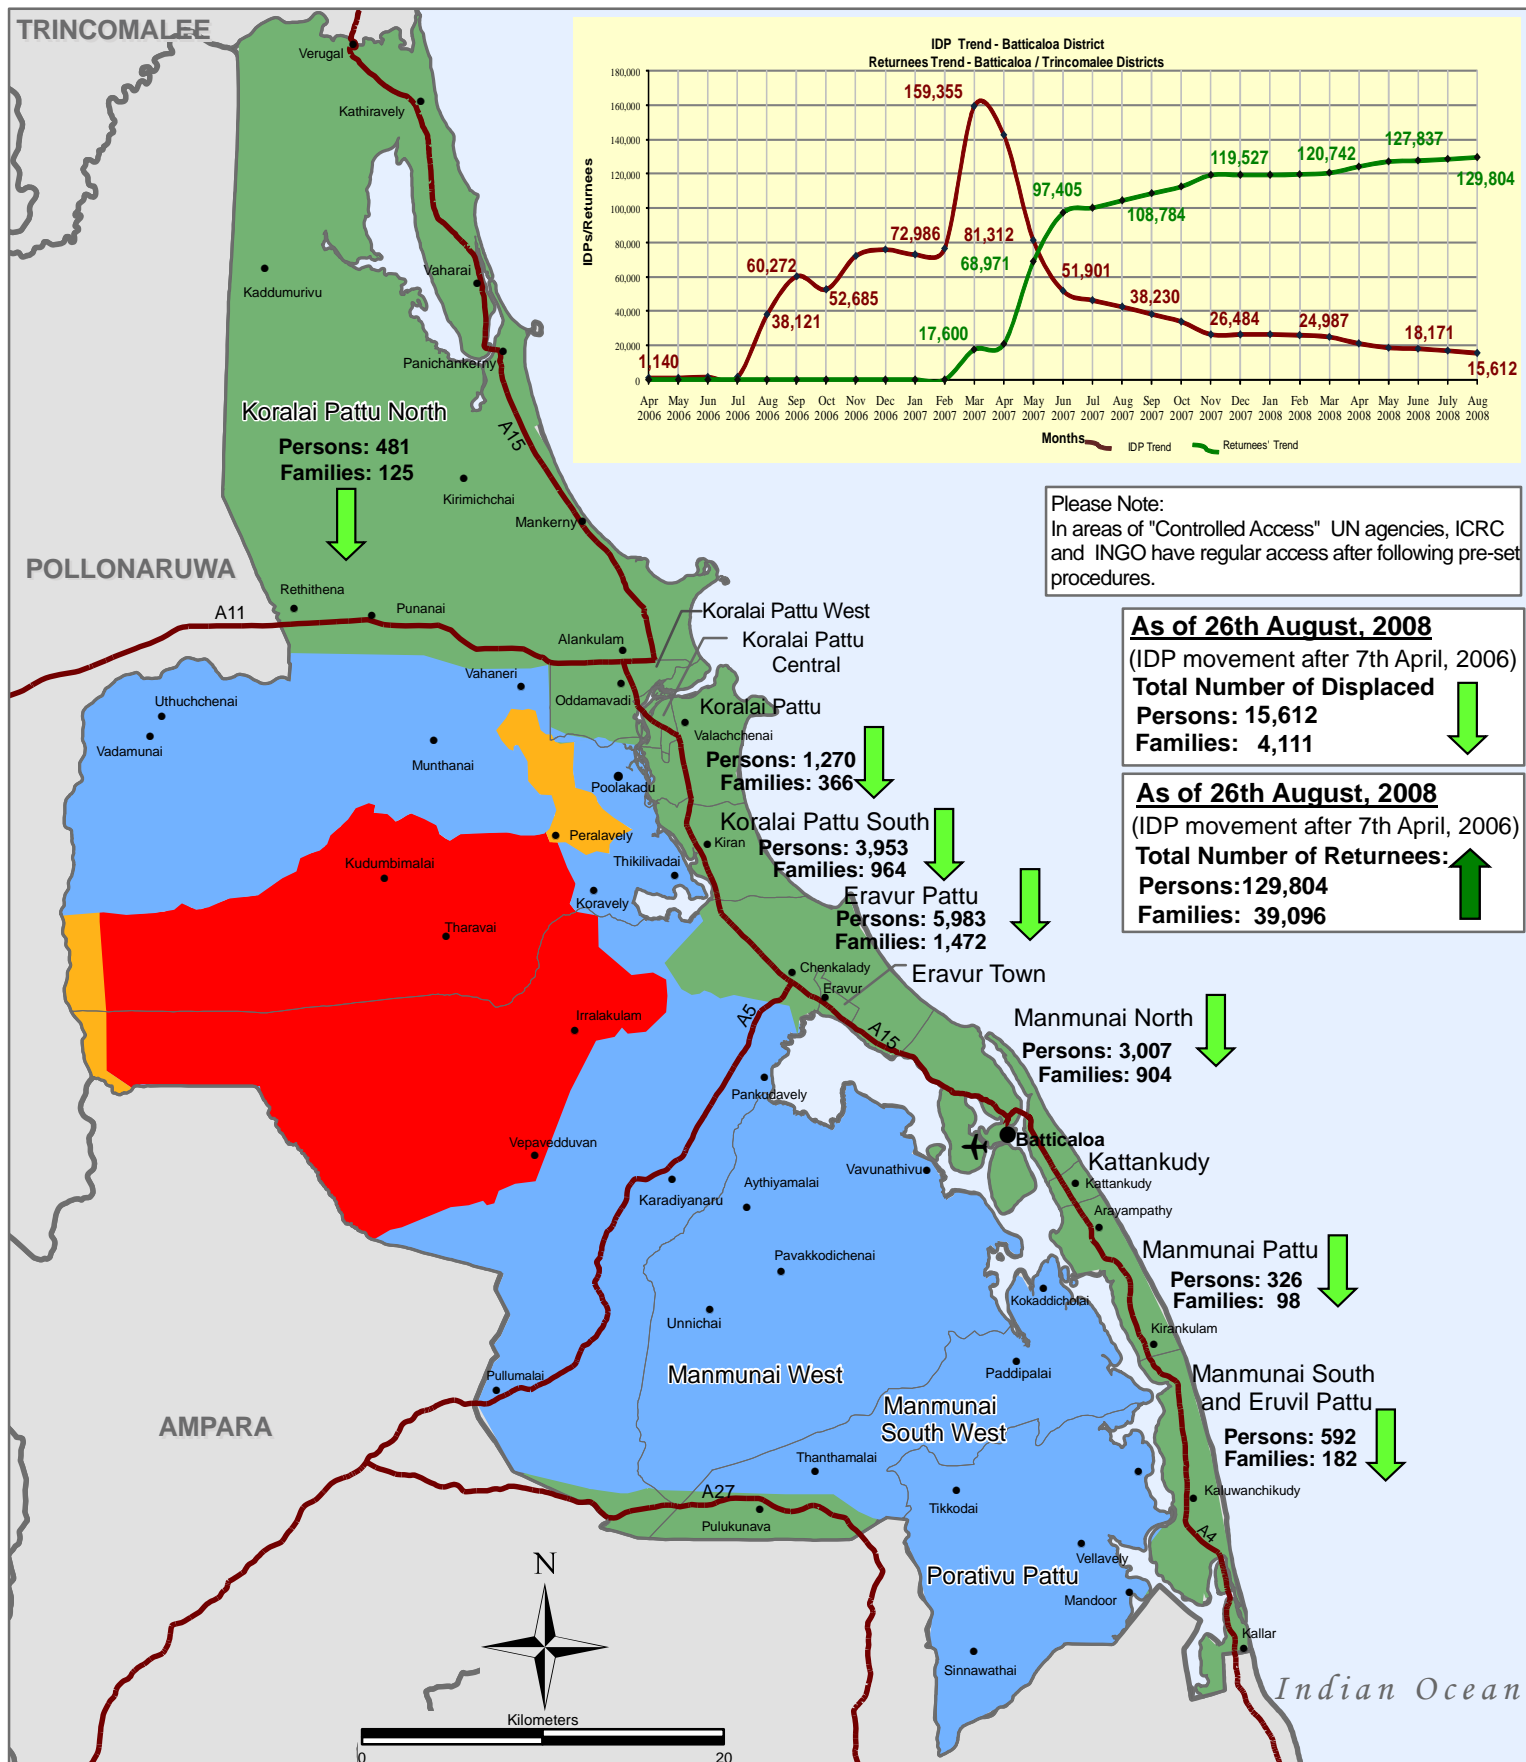 TRINCOMALEE
Verugal
Kathiravely
Kaddumurivu
Vaharai
Panichankerny
Koralai Pattu North
Persons: 481
Families: 125
A15
Kirimichchai
Mankerny
POLLONARUWA
Rethithena
A11
Punanai
Alankulam
Koralai Pattu West
Koralai Pattu
Central
Vahaneri
Oddamavadi
Uthuchchenai
Vadamunai
Munthanai
Koralai Pattu
Valachchenai
Persons: 1,270
Families: 366
Poolakadu
Peralavely
Koralai Pattu South
Kiran
Persons: 3,953
Families: 964
Kudumbimalai
Thikilivadai
Koravely
Eravur Pattu
Persons: 5,983
Families: 1,472
Tharavai
Chenkalady
Eravur
Eravur Town
Irralakulam
A5
A15
Manmunai North
Persons: 3,007
Families: 904
Pankudavely
Batticaloa
Vepavedduvan
Vavunathivu
Kattankudy
Kattankudy
Karadiyanaru
Aythiyamalai
Arayampathy
Pavakkodichenai
Manmunai Pattu
Persons: 326
Families: 98
Kokaddicholai
Unnichai
Kirankulam
Pullumalai
Manmunai West
Paddipalai
Manmunai South
and Eruvil Pattu
Persons: 592
Families: 182
Manmunai
South West
AMPARA
Thanthamalai
A27
Pulukunava
Tikkodai
Kaluwanchikudy
A4
Vellavely
Porativu Pattu
Mandoor
Kallar
Sinnawathai
Indian Ocean
N
Kilometers
0
20
IDP Trend - Batticaloa District
Returnees Trend - Batticaloa / Trincomalee Districts
IDPs/Returnees
180,000
160,000
140,000
120,000
100,000
80,000
60,000
40,000
20,000
0
1,140
38,121
60,272
52,685
72,986
159,355
81,312
51,901
38,230
26,484
24,987
18,171
15,612
17,600
68,971
97,405
108,784
119,527
120,742
127,837
129,804
Apr May Jun Jul Aug Sep Oct Nov Dec Jan Feb Mar Apr May Jun Jul Aug Sep Oct Nov Dec Jan Feb Mar Apr May June July Aug
2006 2006 2006 2006 2006 2006 2006 2006 2006 2007 2007 2007 2007 2007 2007 2007 2007 2007 2007 2007 2007 2008 2008 2008 2008 2008 2008 2008 2008
Months
IDP Trend
Returnees' Trend
Please Note:
In areas of "Controlled Access" UN agencies, ICRC
and INGO have regular access after following pre-set
procedures.
As of 26th August, 2008
(IDP movement after 7th April, 2006)
Total Number of Displaced
Persons: 15,612
Families: 4,111
As of 26th August, 2008
(IDP movement after 7th April, 2006)
Total Number of Returnees:
Persons:129,804
Families: 39,096